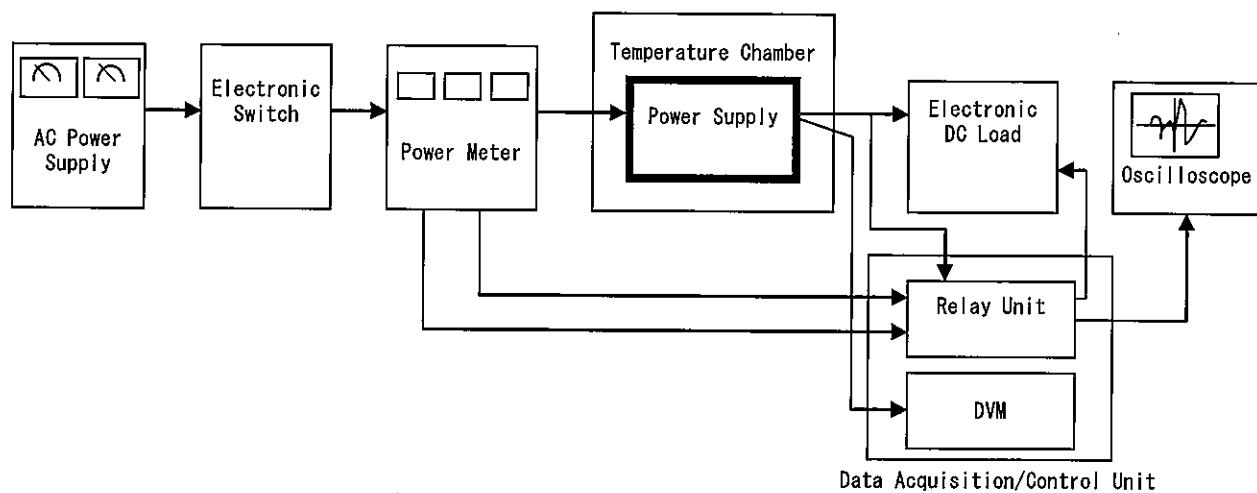 AC Power
Supply
Electronic
Switch
Power Meter
Temperature Chamber
Power Supply
Electronic
DC Load
Oscilloscope
Relay Unit
DVM
Data Acquisition/Control Unit